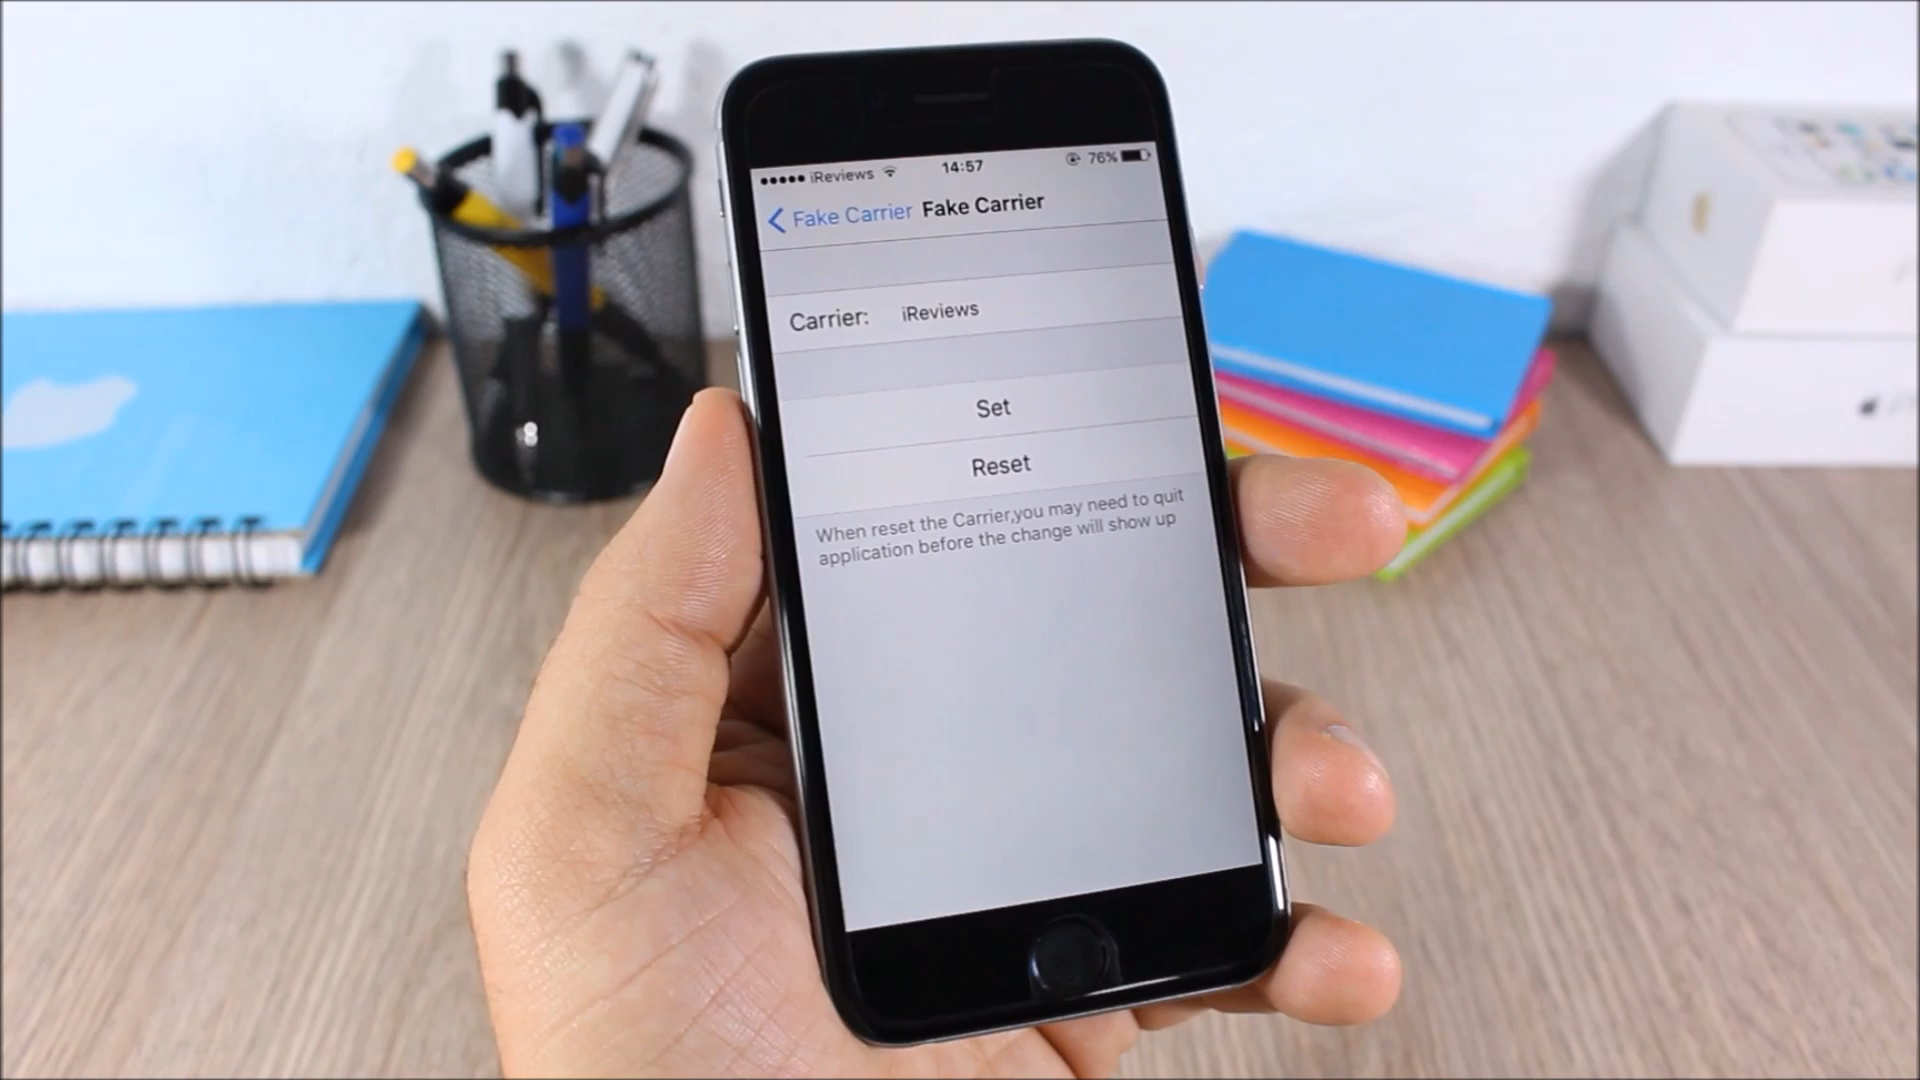 iReviews 14:57 76%
Fake Carrier Fake Carrier
Carrier: iReviews
Set
Reset
When reset the Carrier,you may need to quit
application before the change will show up